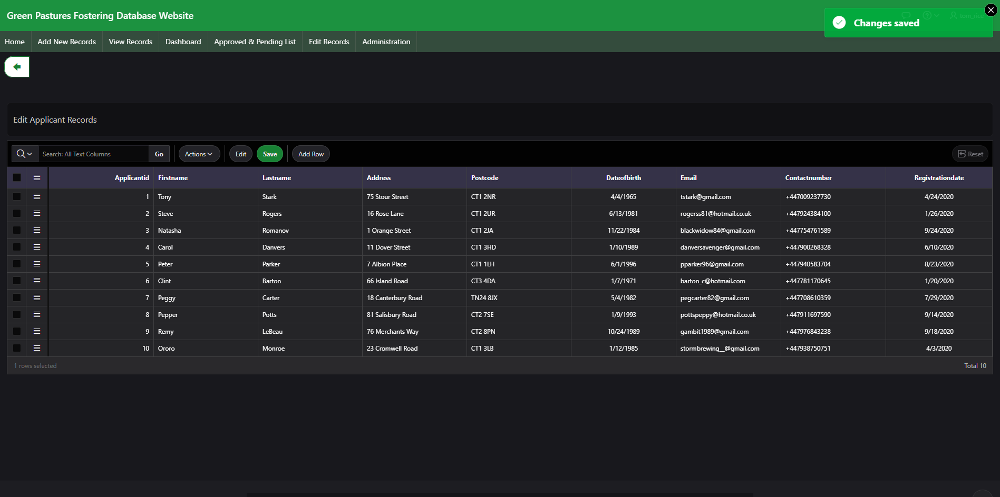 Green Pastures Fostering Database Website
tom_rice
Changes saved
Home Add New Records View Records Dashboard Approved & Pending List Edit Records Administration
Edit Applicant Records
Search: All Text Columns Go Actions Edit Save Add Row Reset
Applicantid Firstname Lastname Address Postcode Dateofbirth Email Contactnumber Registrationdate
1 Tony Stark 75 Stour Street CT1 2NR 4/4/1965 tstark@gmail.com +447009237730 4/24/2020
2 Steve Rogers 16 Rose Lane CT1 2UR 6/13/1981 rogerss81@hotmail.co.uk +447924384100 1/26/2020
3 Natasha Romanov 1 Orange Street CT1 2JA 11/22/1984 blackwidow84@gmail.com +447754761589 9/24/2020
4 Carol Danvers 11 Dover Street CT1 3HD 1/10/1989 danversavenger@gmail.com +447900268328 6/10/2020
5 Peter Parker 7 Albion Place CT1 1LH 6/1/1996 pparker96@gmail.com +447940583704 8/23/2020
6 Clint Barton 66 Island Road CT3 4DA 1/7/1971 barton_c@hotmail.com +447781170645 1/20/2020
7 Peggy Carter 18 Canterbury Road TN24 8JX 5/4/1982 pegcarter82@gmail.com +447708610359 7/29/2020
8 Pepper Potts 81 Salisbury Road CT2 7SE 1/9/1993 pottspeppy@hotmail.co.uk +447911697590 9/14/2020
9 Remy LeBeau 76 Merchants Way CT2 8PN 10/24/1989 gambit1989@gmail.com +447976843238 9/18/2020
10 Ororo Monroe 23 Cromwell Road CT1 3LB 1/12/1985 stormbrewing__@gmail.com +447938750751 4/3/2020
1 rows selected Total 10